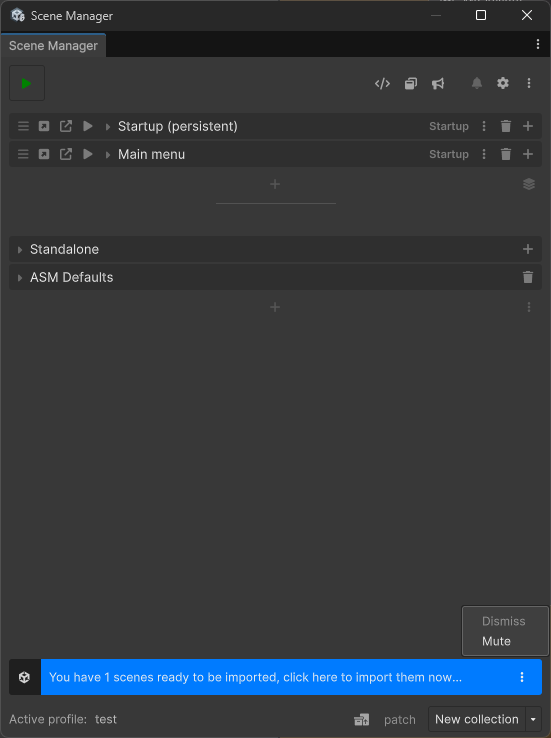 Scene Manager
Scene Manager
Startup (persistent) Startup
Main menu Startup
Standalone
ASM Defaults
Dismiss
Mute
You have 1 scenes ready to be imported, click here to import them now...
Active profile: test patch New collection